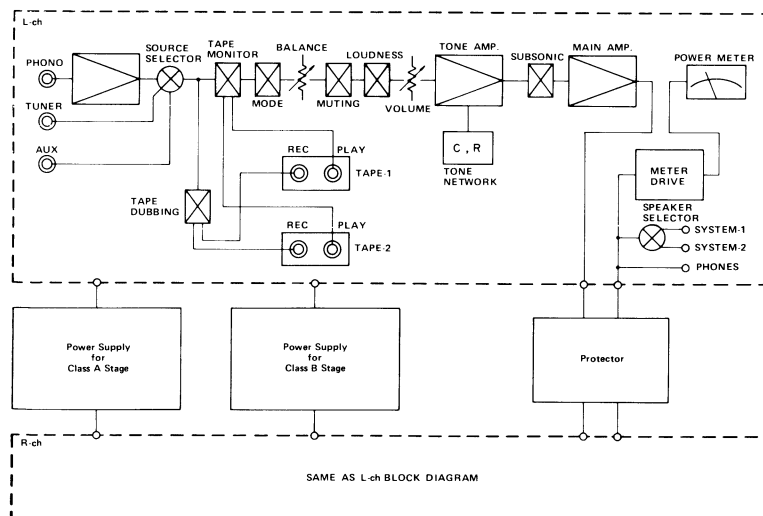 L-ch
PHONO
SOURCE
SELECTOR
TAPE
MONITOR
BALANCE
LOUDNESS
TONE AMP.
SUBSONIC
MAIN AMP.
POWER METER
MODE
MUTING
VOLUME
TUNER
AUX
C, R
TONE
NETWORK
REC PLAY
TAPE-1
METER
DRIVE
TAPE
DUBBING
REC PLAY
TAPE-2
SPEAKER
SELECTOR
SYSTEM-1
SYSTEM-2
PHONES
Power Supply
for
Class A Stage
Power Supply
for
Class B Stage
Protector
R-ch
SAME AS L-ch BLOCK DIAGRAM